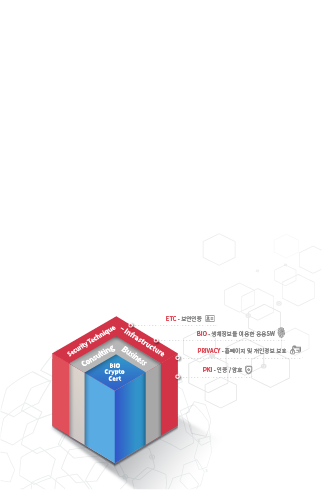 ETC - 보안인증
BIO - 생체정보를 이용한 응용SW
PRIVACY - 홈페이지 및 개인정보 보호
PKI - 인증 / 암호
Security Technique
- Infrastructure
Consulting
Business
BIO
Crypto
Cert